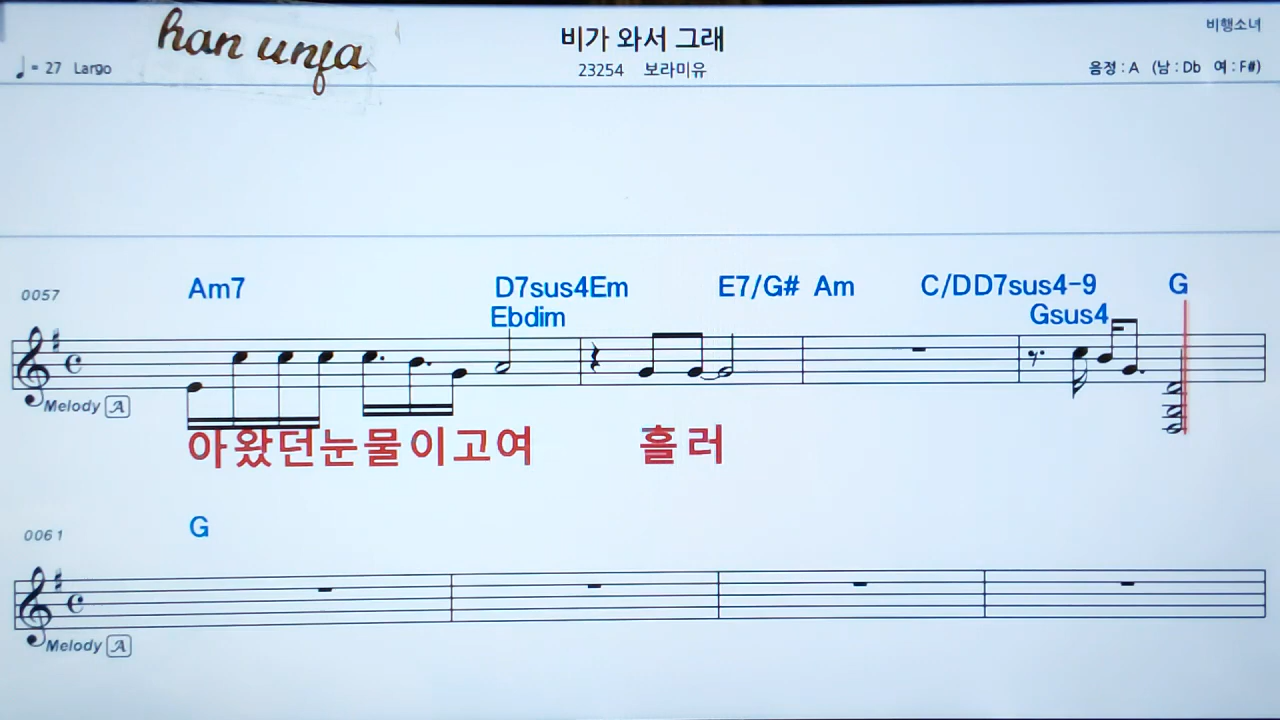 han unfa
비가 와서 그래
비행소녀
♩= 27 Largo
23254 보라미유
음정 : A (남 : Db 여 : F#)
0057
Am7 D7sus4Em E7/G# Am C/DD7sus4-9 G
Ebdim Gsus4
Melody A
아왔던눈물이고여 흘러
0061
G
Melody A